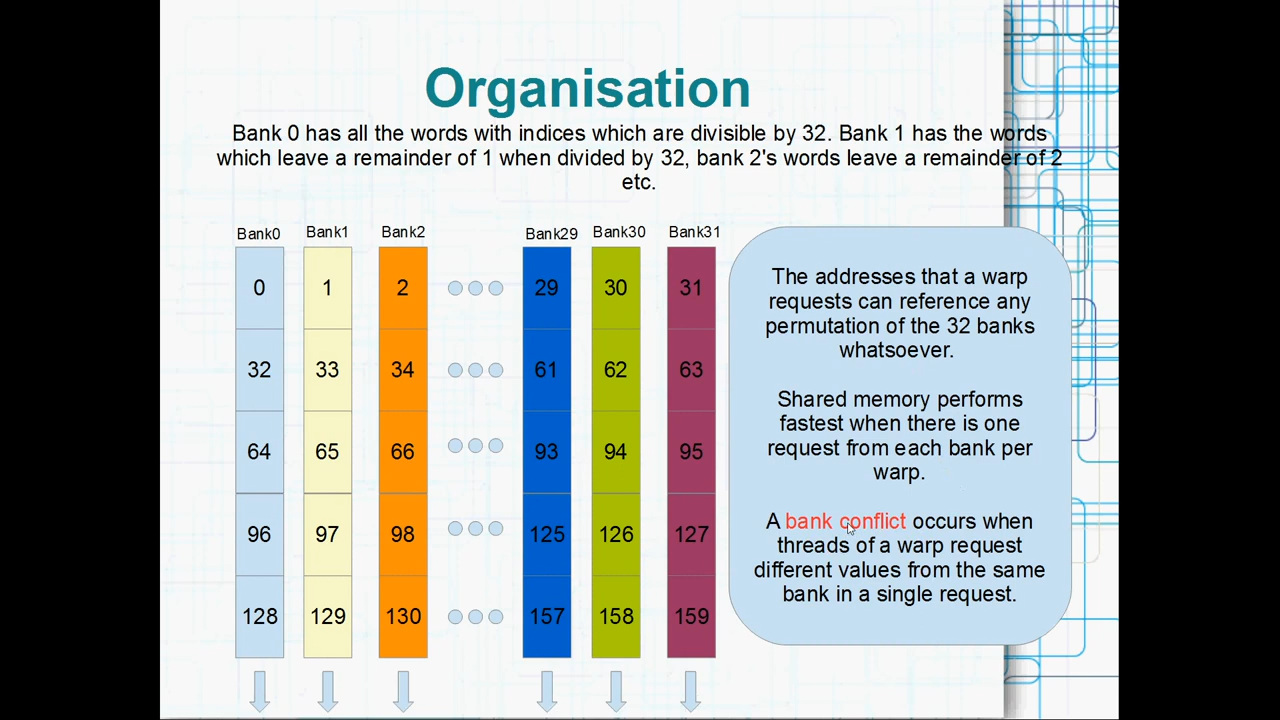 Organisation
Bank 0 has all the words with indices which are divisible by 32. Bank 1 has the words
which leave a remainder of 1 when divided by 32, bank 2's words leave a remainder of 2
etc.
Bank0 Bank1 Bank2 Bank29 Bank30 Bank31
0 1 2 29 30 31
32 33 34 61 62 63
64 65 66 93 94 95
96 97 98 125 126 127
128 129 130 157 158 159
The addresses that a warp
requests can reference any
permutation of the 32 banks
whatsoever.
Shared memory performs
fastest when there is one
request from each bank per
warp.
A bank conflict occurs when
threads of a warp request
different values from the same
bank in a single request.